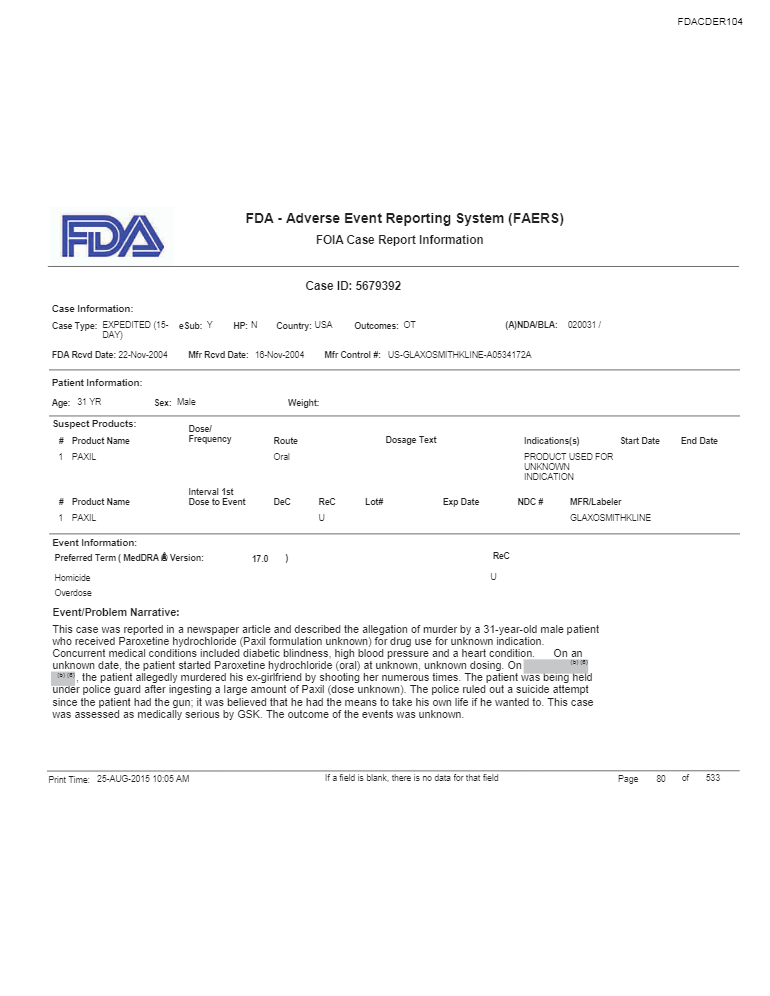 FDACDER104
FDA
FDA - Adverse Event Reporting System (FAERS)
FOIA Case Report Information
Case ID: 5679392
Case Information:
Case Type: EXPEDITED (15-DAY) eSub: Y HP: N Country: USA Outcomes: OT (A)NDA/BLA: 020031 /
FDA Rcvd Date: 22-Nov-2004 Mfr Rcvd Date: 16-Nov-2004 Mfr Control #: US-GLAXOSMITHKLINE-A0534172A
Patient Information:
Age: 31 YR Sex: Male Weight:
Suspect Products:
# Product Name Dose/Frequency Route Dosage Text Indications(s) Start Date End Date
1 PAXIL Oral PRODUCT USED FOR
UNKNOWN
INDICATION
# Product Name Interval 1st Dose to Event DeC ReC Lot# Exp Date NDC # MFR/Labeler
1 PAXIL U GLAXOSMITHKLINE
Event Information:
Preferred Term ( MedDRA Version: 17.0 ) ReC
Homicide U
Overdose
Event/Problem Narrative:
This case was reported in a newspaper article and described the allegation of murder by a 31-year-old male patient
who received Paroxetine hydrochloride (Paxil formulation unknown) for drug use for unknown indication.
Concurrent medical conditions included diabetic blindness, high blood pressure and a heart condition. On an
unknown date, the patient started Paroxetine hydrochloride (oral) at unknown, unknown dosing. On (b) (6)
(b) (6), the patient allegedly murdered his ex-girlfriend by shooting her numerous times. The patient was being held
under police guard after ingesting a large amount of Paxil (dose unknown). The police ruled out a suicide attempt
since the patient had the gun; it was believed that he had the means to take his own life if he wanted to. This case
was assessed as medically serious by GSK. The outcome of the events was unknown.
Print Time: 25-AUG-2015 10:05 AM If a field is blank, there is no data for that field Page 80 of 533